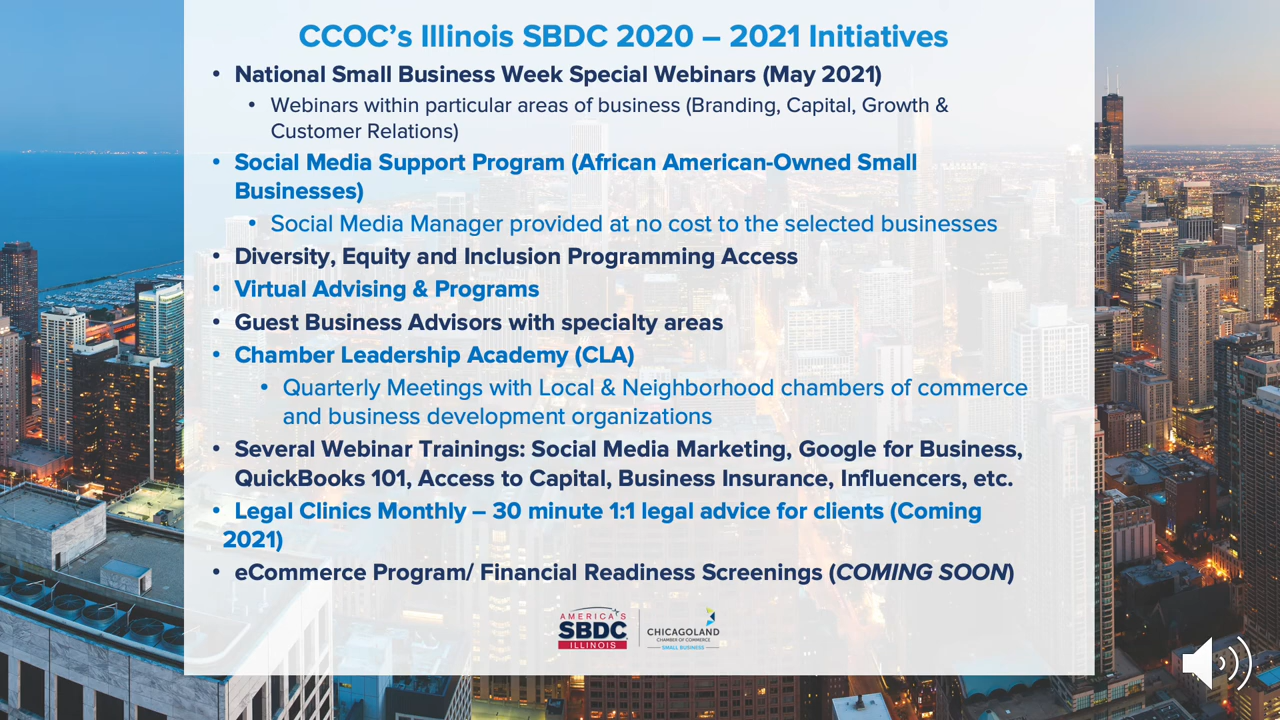 CCOC’s Illinois SBDC 2020 – 2021 Initiatives
• National Small Business Week Special Webinars (May 2021)
• Webinars within particular areas of business (Branding, Capital, Growth &
Customer Relations)
• Social Media Support Program (African American-Owned Small
Businesses)
• Social Media Manager provided at no cost to the selected businesses
• Diversity, Equity and Inclusion Programming Access
• Virtual Advising & Programs
• Guest Business Advisors with specialty areas
• Chamber Leadership Academy (CLA)
• Quarterly Meetings with Local & Neighborhood chambers of commerce
and business development organizations
• Several Webinar Trainings: Social Media Marketing, Google for Business,
QuickBooks 101, Access to Capital, Business Insurance, Influencers, etc.
• Legal Clinics Monthly – 30 minute 1:1 legal advice for clients (Coming
2021)
• eCommerce Program/ Financial Readiness Screenings (COMING SOON)
AMERICA'S
SBDC
ILLINOIS
CHICAGOLAND
CHAMBER OF COMMERCE
SMALL BUSINESS